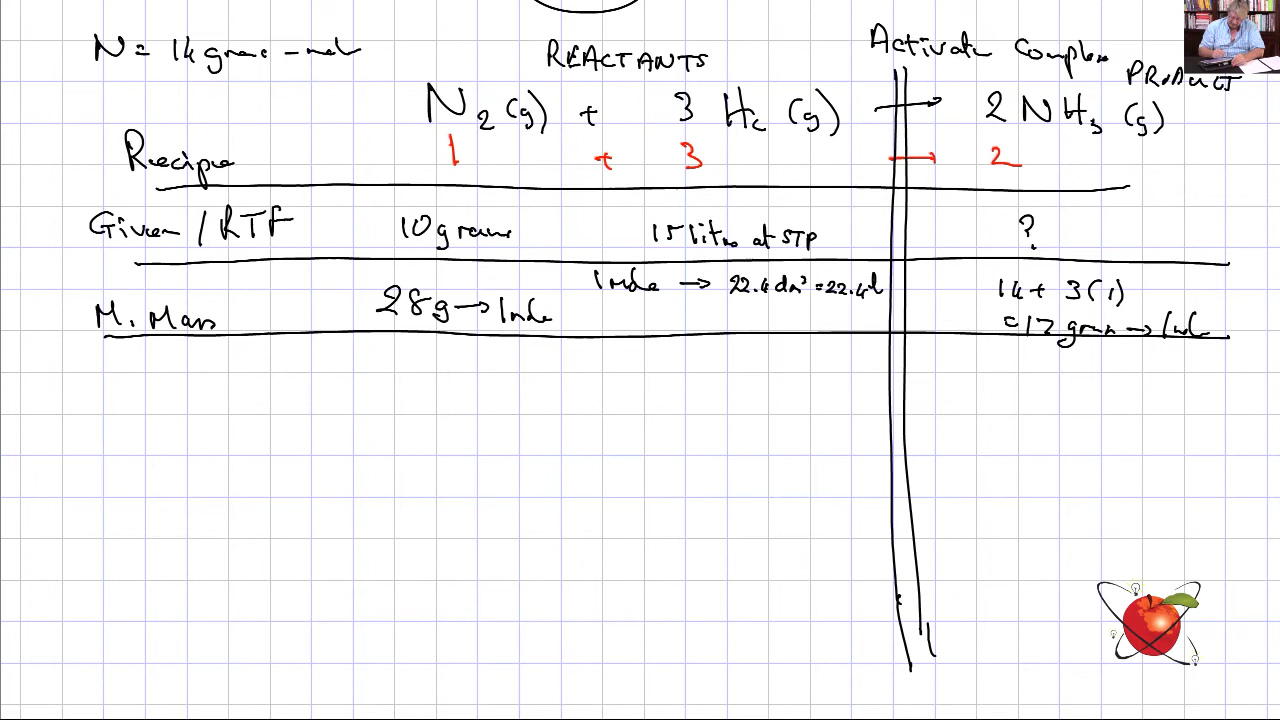 N = 14 grams - mol
REACTANTS
Activate Complex
PRODUCT
N₂ (g) + 3 H₂ (g) → 2 NH₃ (g)
Recipe 1 + 3 → 2
Given / RTF 10 grams 15 litres at STP ?
M. Mass 28g → 1 mole 1 mole → 22.4 dm³ = 22.4 l 14 + 3(1)
= 17 gram → 1 mole